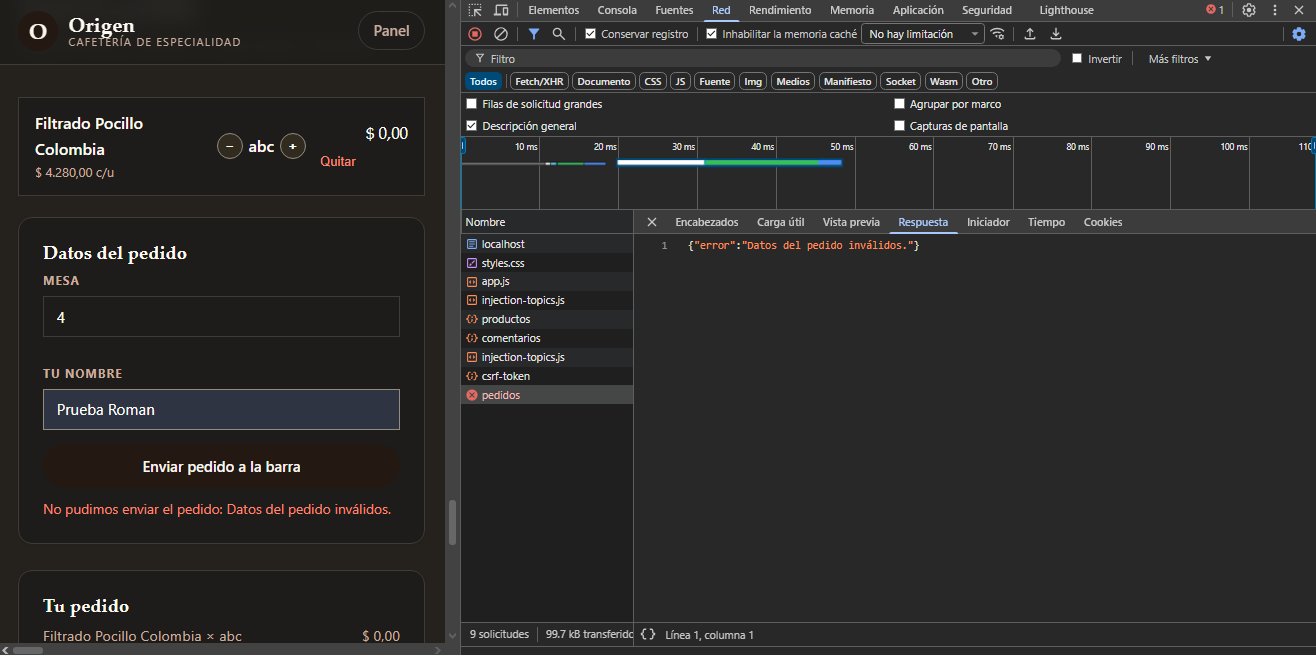 O
Origen
CAFETERÍA DE ESPECIALIDAD
Panel
Filtrado Pocillo
Colombia
$ 4.280,00 c/u
− abc +
$ 0,00
Quitar
Datos del pedido
MESA
4
TU NOMBRE
Prueba Roman
Enviar pedido a la barra
No pudimos enviar el pedido: Datos del pedido inválidos.
Tu pedido
Filtrado Pocillo Colombia × abc $ 0,00
Elementos Consola Fuentes Red Rendimiento Memoria Aplicación Seguridad Lighthouse 1
Conservar registro Inhabilitar la memoria caché No hay limitación
Filtro Invertir Más filtros
Todos Fetch/XHR Documento CSS JS Fuente Img Medios Manifiesto Socket Wasm Otro
Filas de solicitud grandes Agrupar por marco
Descripción general Capturas de pantalla
10 ms 20 ms 30 ms 40 ms 50 ms 60 ms 70 ms 80 ms 90 ms 100 ms 110
Nombre
localhost
styles.css
app.js
injection-topics.js
productos
comentarios
injection-topics.js
csrf-token
pedidos
Encabezados Carga útil Vista previa Respuesta Iniciador Tiempo Cookies
1 {"error":"Datos del pedido inválidos."}
9 solicitudes 99.7 kB transferido
{} Línea 1, columna 1